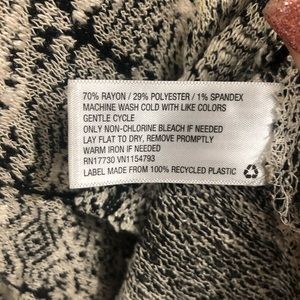 70% RAYON / 29% POLYESTER / 1% SPANDEX
MACHINE WASH COLD WITH LIKE COLORS
GENTLE CYCLE
ONLY NON-CHLORINE BLEACH IF NEEDED
LAY FLAT TO DRY, REMOVE PROMPTLY
WARM IRON IF NEEDED
RN17730 VN1154793
LABEL MADE FROM 100% RECYCLED PLASTIC